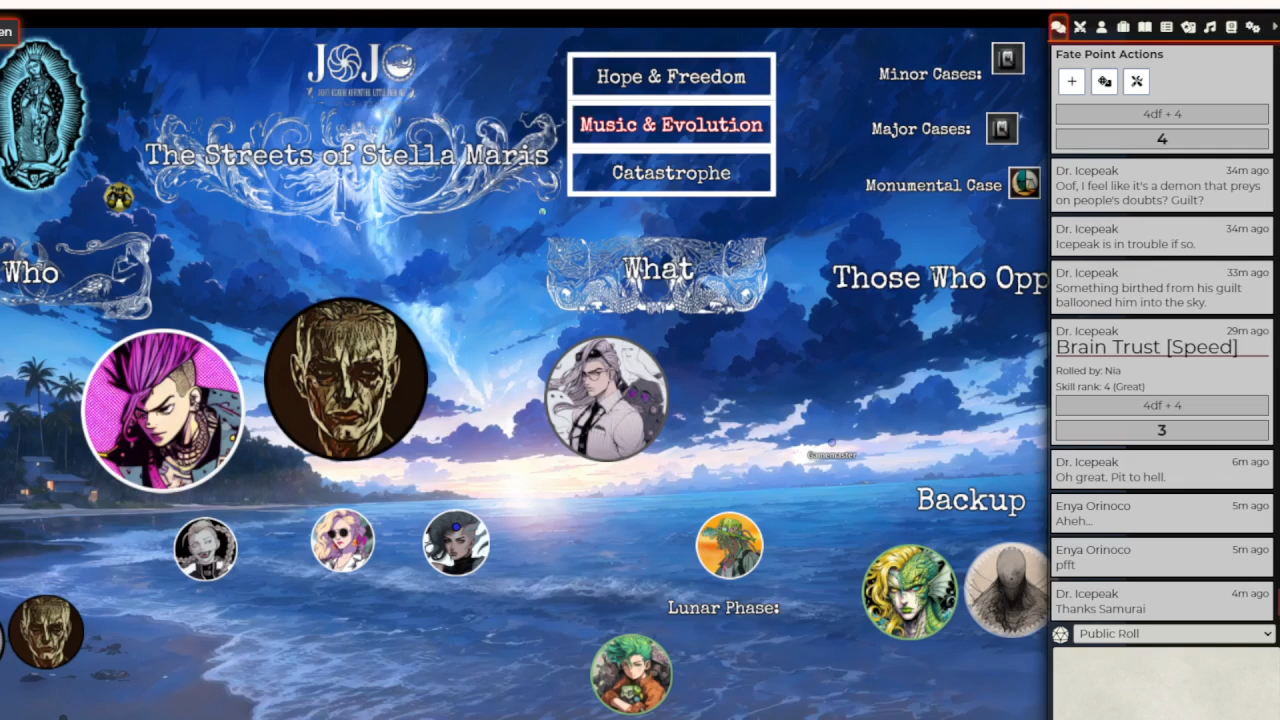 en
JOJO
The Streets of Stella Maris
Hope & Freedom
Music & Evolution
Catastrophe
Minor Cases:
Major Cases:
Monumental Case
Who
What
Those Who Opp
Gamemaster
Backup
Lunar Phase:
Fate Point Actions
4df + 4
4
Dr. Icepeak 34m ago
Oof, I feel like it's a demon that preys
on people's doubts? Guilt?
Dr. Icepeak 34m ago
Icepeak is in trouble if so.
Dr. Icepeak 33m ago
Something birthed from his guilt
ballooned him into the sky.
Dr. Icepeak 29m ago
Brain Trust [Speed]
Rolled by: Nia
Skill rank: 4 (Great)
4df + 4
3
Dr. Icepeak 6m ago
Oh great. Pit to hell.
Enya Orinoco 5m ago
Aheh...
Enya Orinoco 5m ago
pfft
Dr. Icepeak 4m ago
Thanks Samurai
Public Roll